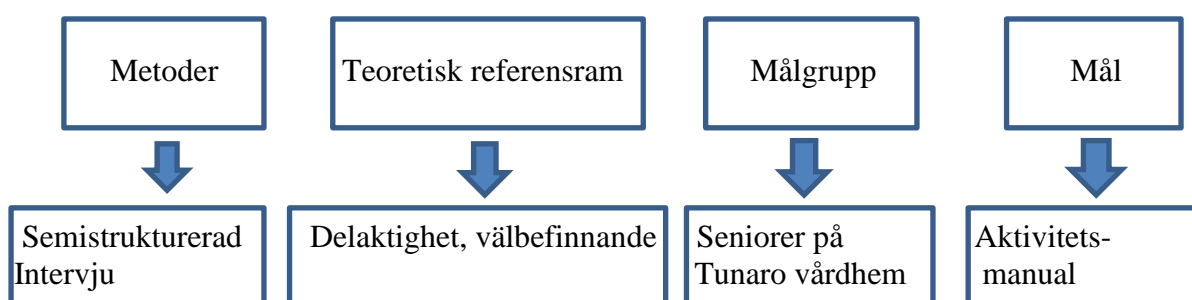 Metoder
Teoretisk referensram
Målgrupp
Mål
Semistrukturerad
Intervju
Delaktighet, välbefinnande
Seniorer på
Tunaro vårdhem
Aktivitets-
manual